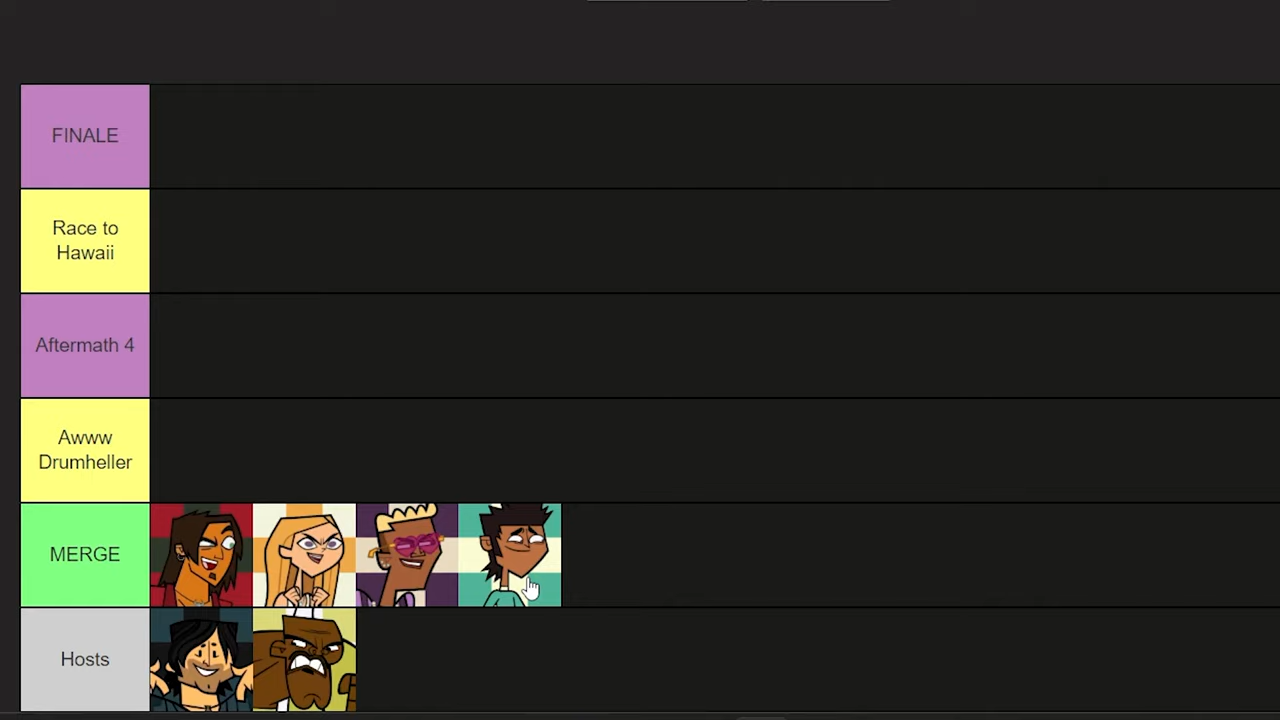 FINALE
Race to
Hawaii
Aftermath 4
Awww
Drumheller
MERGE
Hosts